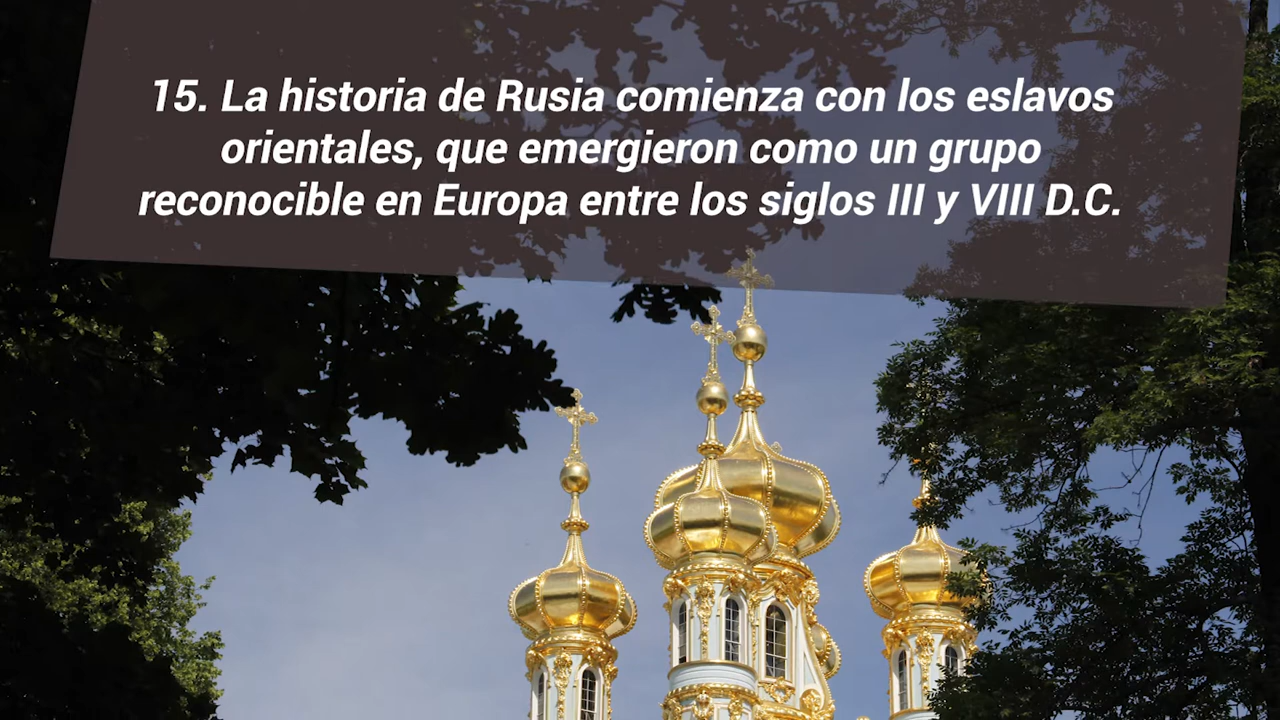 15. La historia de Rusia comienza con los eslavos
orientales, que emergieron como un grupo
reconocible en Europa entre los siglos III y VIII D.C.